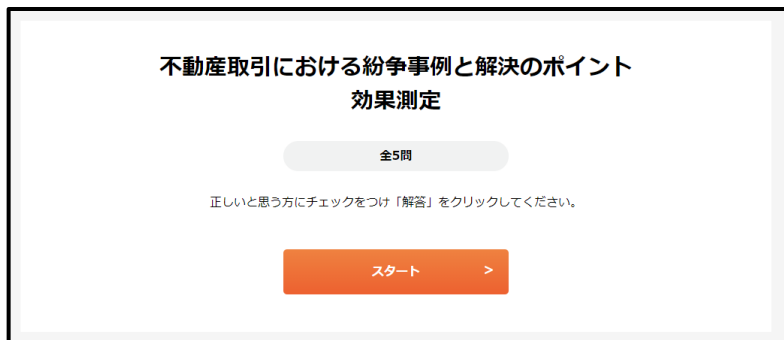 不動産取引における紛争事例と解決のポイント
効果測定
全5問
正しいと思う方にチェックをつけ「解答」をクリックしてください。
スタート >